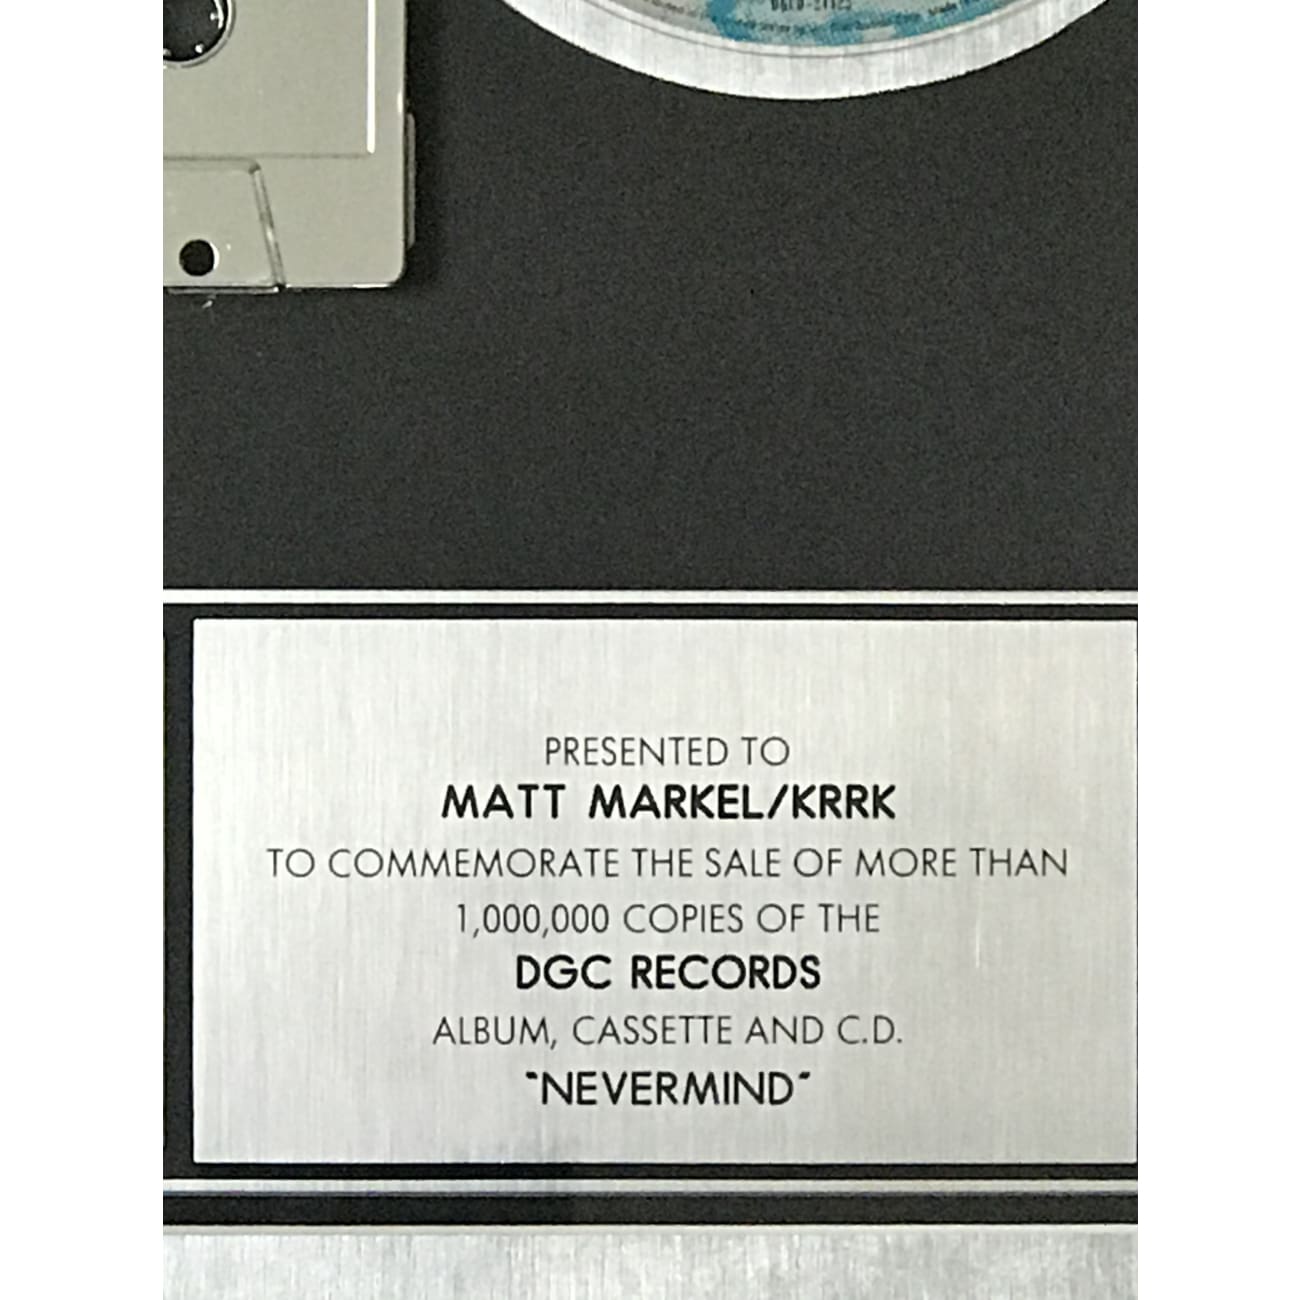 PRESENTED TO
MATT MARKEL/KRRK
TO COMMEMORATE THE SALE OF MORE THAN
1,000,000 COPIES OF THE
DGC RECORDS
ALBUM, CASSETTE AND C.D.
"NEVERMIND"